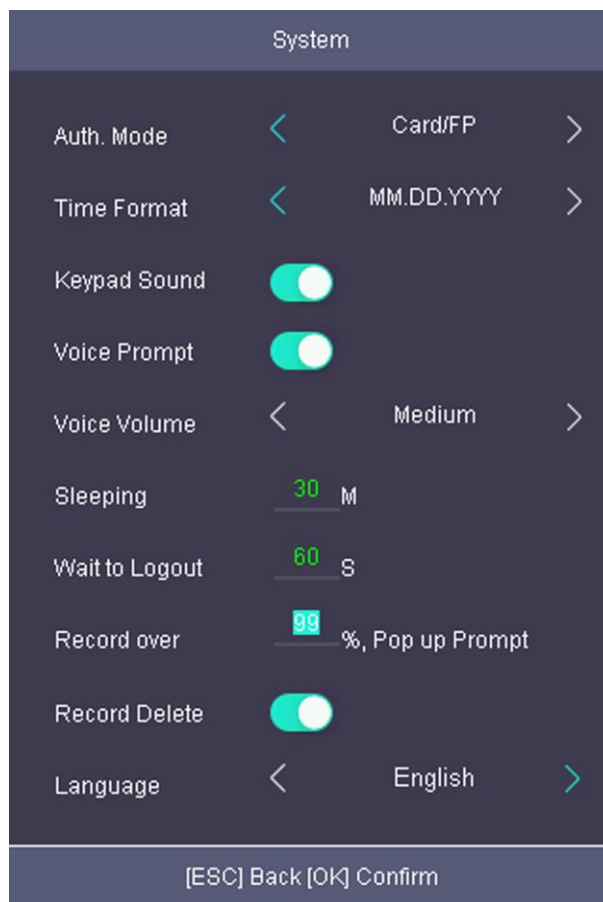 System
Auth. Mode Card/FP
Time Format MM.DD.YYYY
Keypad Sound
Voice Prompt
Voice Volume Medium
Sleeping 30 M
Wait to Logout 60 S
Record over 99 %, Pop up Prompt
Record Delete
Language English
[ESC] Back [OK] Confirm